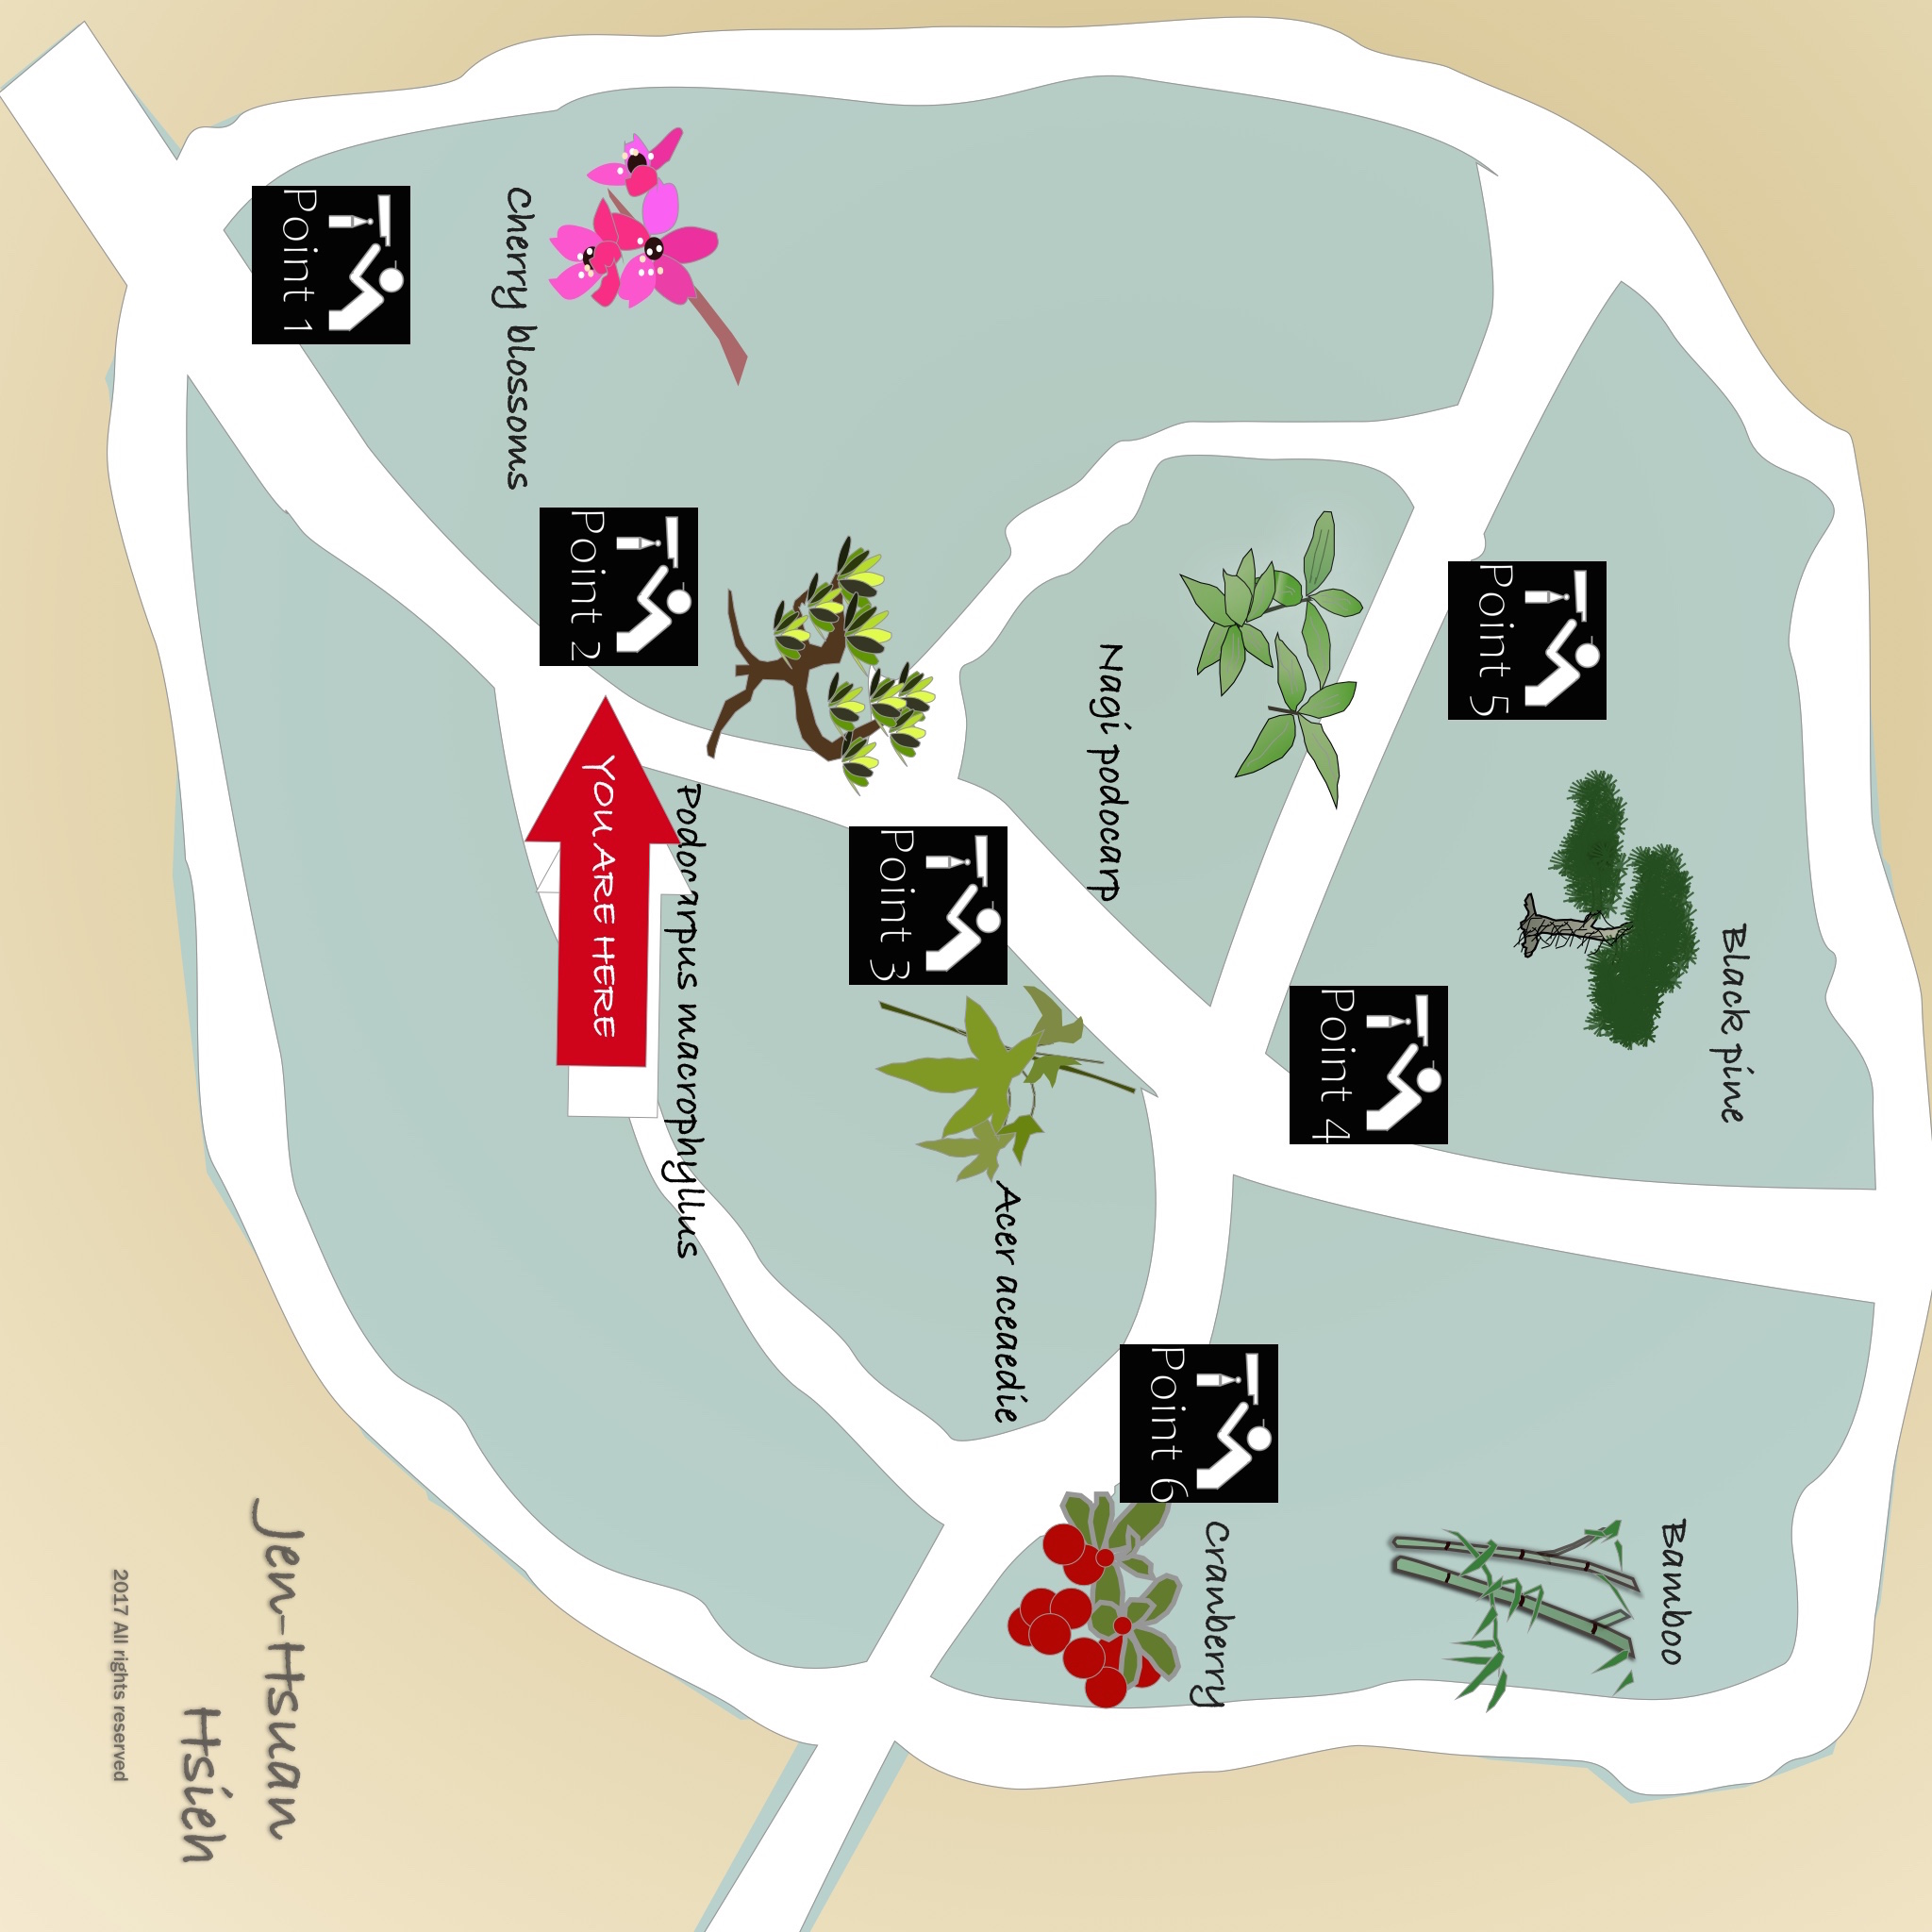 Black pine
Bamboo
Point 5
Point 4
Cranberry
Point 6
Nagi podocarp
Acer aceaedie
Point 3
Podocarpus macrophyllus
YOU ARE HERE
Point 2
Cherry blossoms
Point 1
Jen-Hsuan
Hsieh
2017 All rights reserved